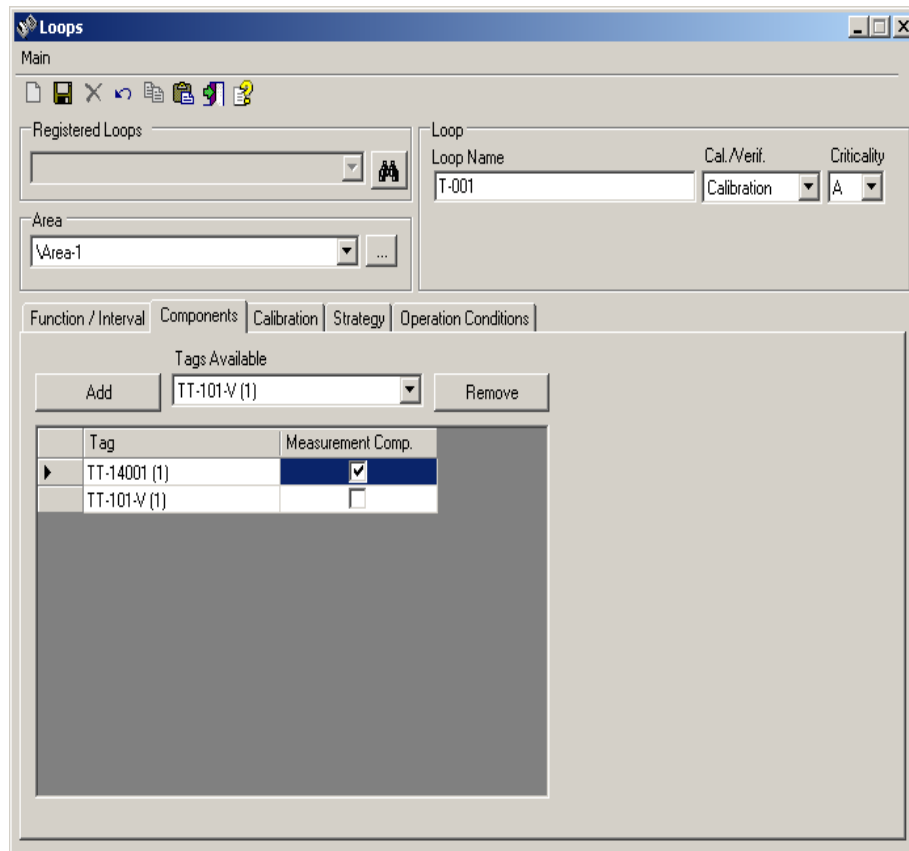 Loops
Main
Registered Loops
Loop
Loop Name Cal./Verif. Criticality
T-001 Calibration A
Area
\Area-1 ...
Function / Interval Components Calibration Strategy Operation Conditions
Tags Available
Add TT-101-V (1) Remove
Tag Measurement Comp.
TT-14001 (1)
TT-101-V (1)